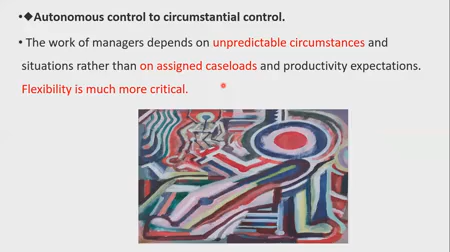 •◆Autonomous control to circumstantial control.
• The work of managers depends on unpredictable circumstances and
situations rather than on assigned caseloads and productivity expectations.
Flexibility is much more critical.